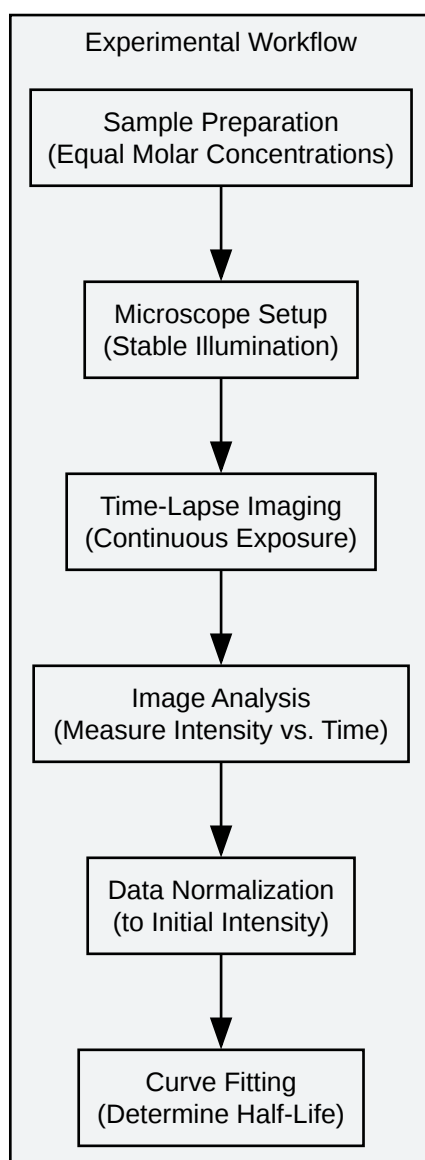 Experimental Workflow
Sample Preparation
(Equal Molar Concentrations)
Microscope Setup
(Stable Illumination)
Time-Lapse Imaging
(Continuous Exposure)
Image Analysis
(Measure Intensity vs. Time)
Data Normalization
(to Initial Intensity)
Curve Fitting
(Determine Half-Life)